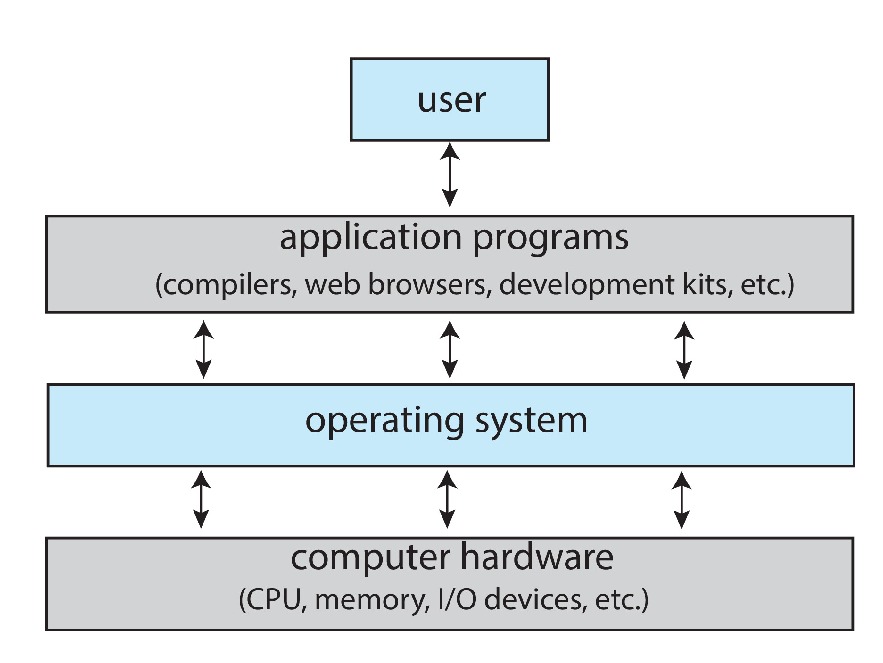 user
application programs
(compilers, web browsers, development kits, etc.)
operating system
computer hardware
(CPU, memory, I/O devices, etc.)